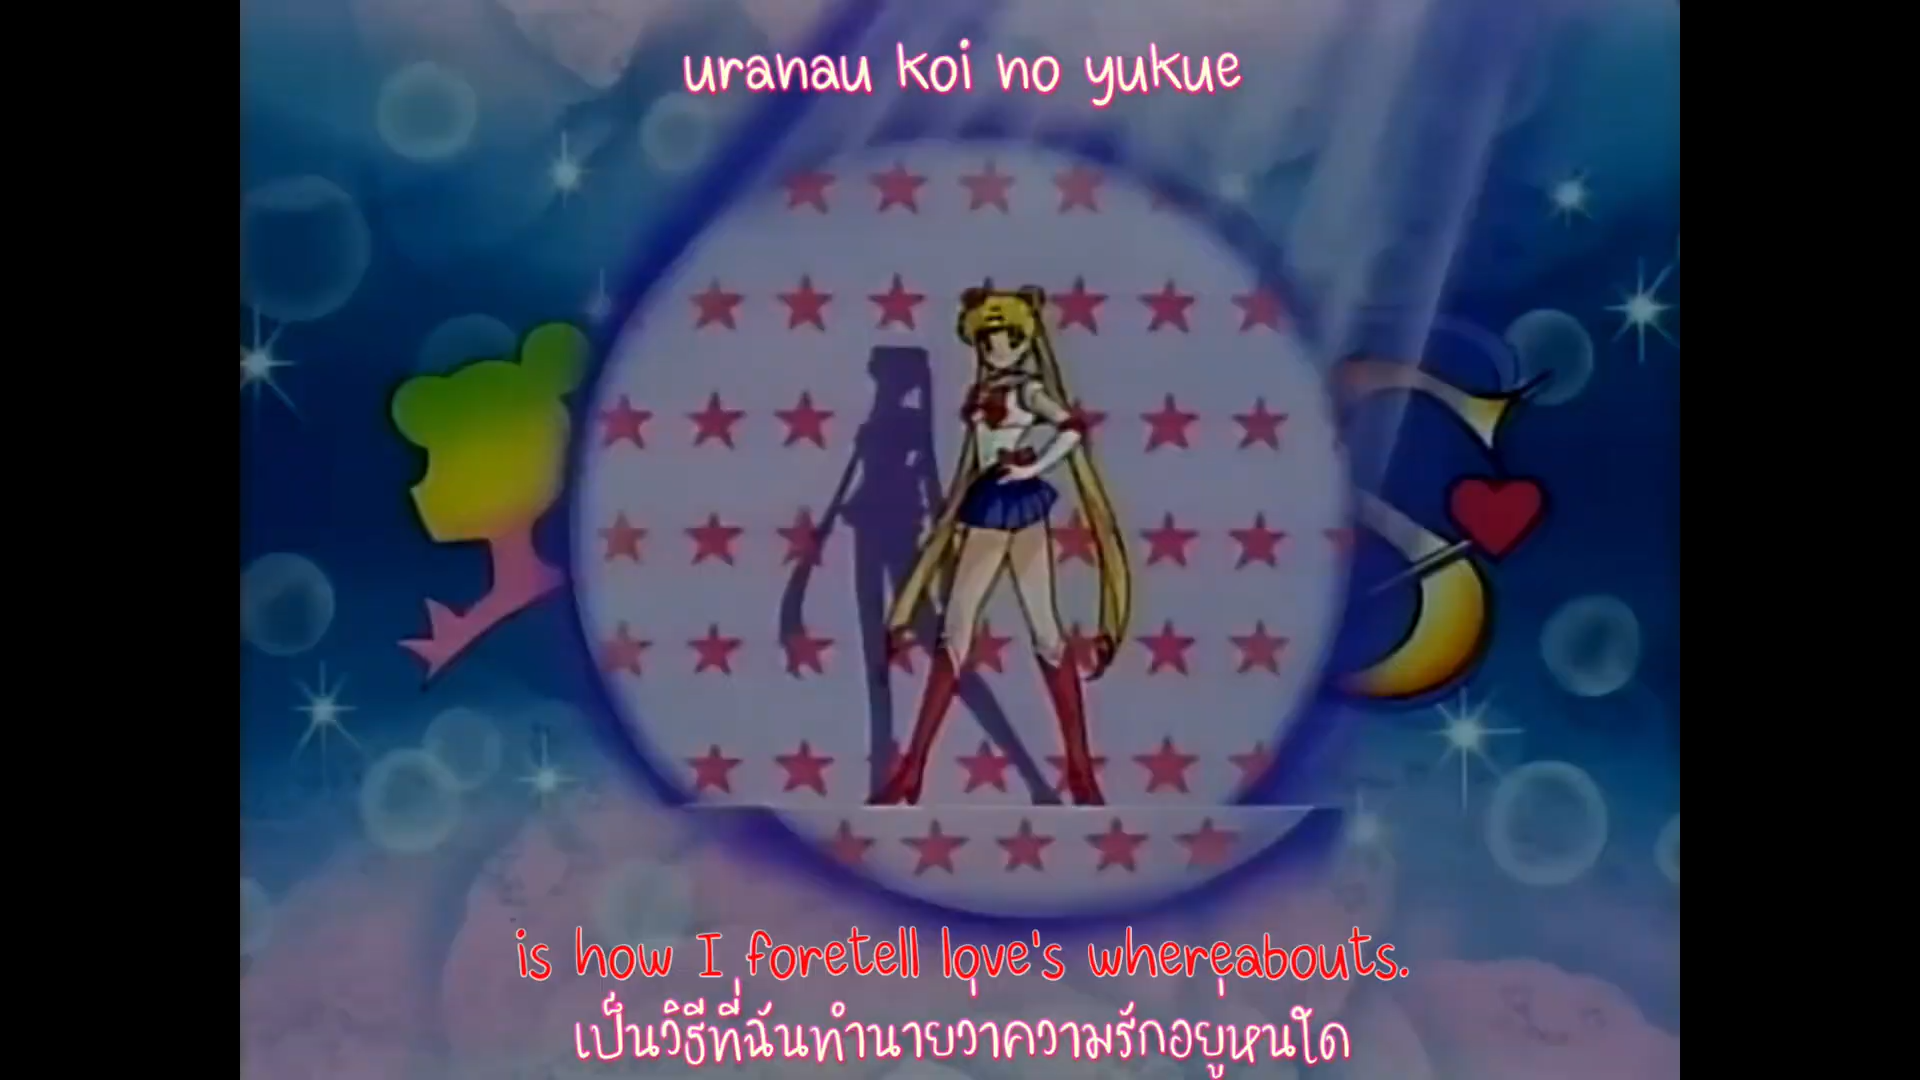 uranau koi no yukue
is how I foretell love's whereabouts.
เป็นวิธีที่ฉันทำนายว่าความรักอยู่หนใด